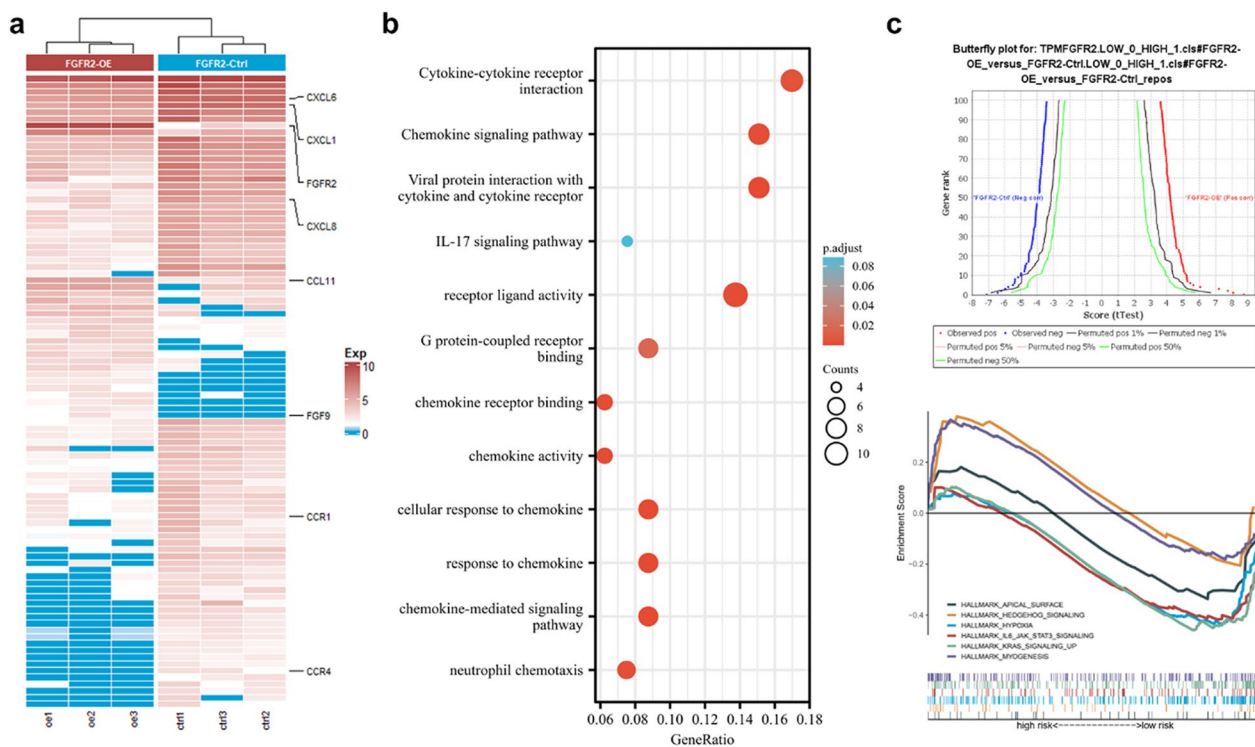 a
FGFR2-OE
FGFR2-Ctrl
CXCL6
CXCL1
FGFR2
CXCL8
CCL11
FGF9
CCR1
CCR4
Exp
10
5
0
oe1
oe2
oe3
ctrl1
ctrl3
ctrl2
b
Cytokine-cytokine receptor
interaction
Chemokine signaling pathway
Viral protein interaction with
cytokine and cytokine receptor
IL-17 signaling pathway
receptor ligand activity
G protein-coupled receptor
binding
chemokine receptor binding
chemokine activity
cellular response to chemokine
response to chemokine
chemokine-mediated signaling
pathway
neutrophil chemotaxis
0.06
0.08
0.10
0.12
0.14
0.16
0.18
GeneRatio
p.adjust
0.08
0.06
0.04
0.02
Counts
4
6
8
10
c
Butterfly plot for: TPMFGFR2.LOW_0_HIGH_1.cls#FGFR2-
OE_versus_FGFR2-Ctrl.LOW_0_HIGH_1.cls#FGFR2-
OE_versus_FGFR2-Ctrl_repos
Gene rank
100
90
80
70
60
50
40
30
20
10
0
'FGFR2-Ctrl' (Neg corr)
'FGFR2-OE' (Pos corr)
-8 -7 -6 -5 -4 -3 -2 -1 0 1 2 3 4 5 6 7 8 9
Score (tTest)
Observed pos Observed neg Permuted pos 1% Permuted neg 1%
Permuted pos 5% Permuted neg 5% Permuted pos 50%
Permuted neg 50%
Enrichment Score
0.2
0.0
-0.2
-0.4
HALLMARK_APICAL_SURFACE
HALLMARK_HEDGEHOG_SIGNALING
HALLMARK_HYPOXIA
HALLMARK_IL6_JAK_STAT3_SIGNALING
HALLMARK_KRAS_SIGNALING_UP
HALLMARK_MYOGENESIS
high risk<----------->low risk